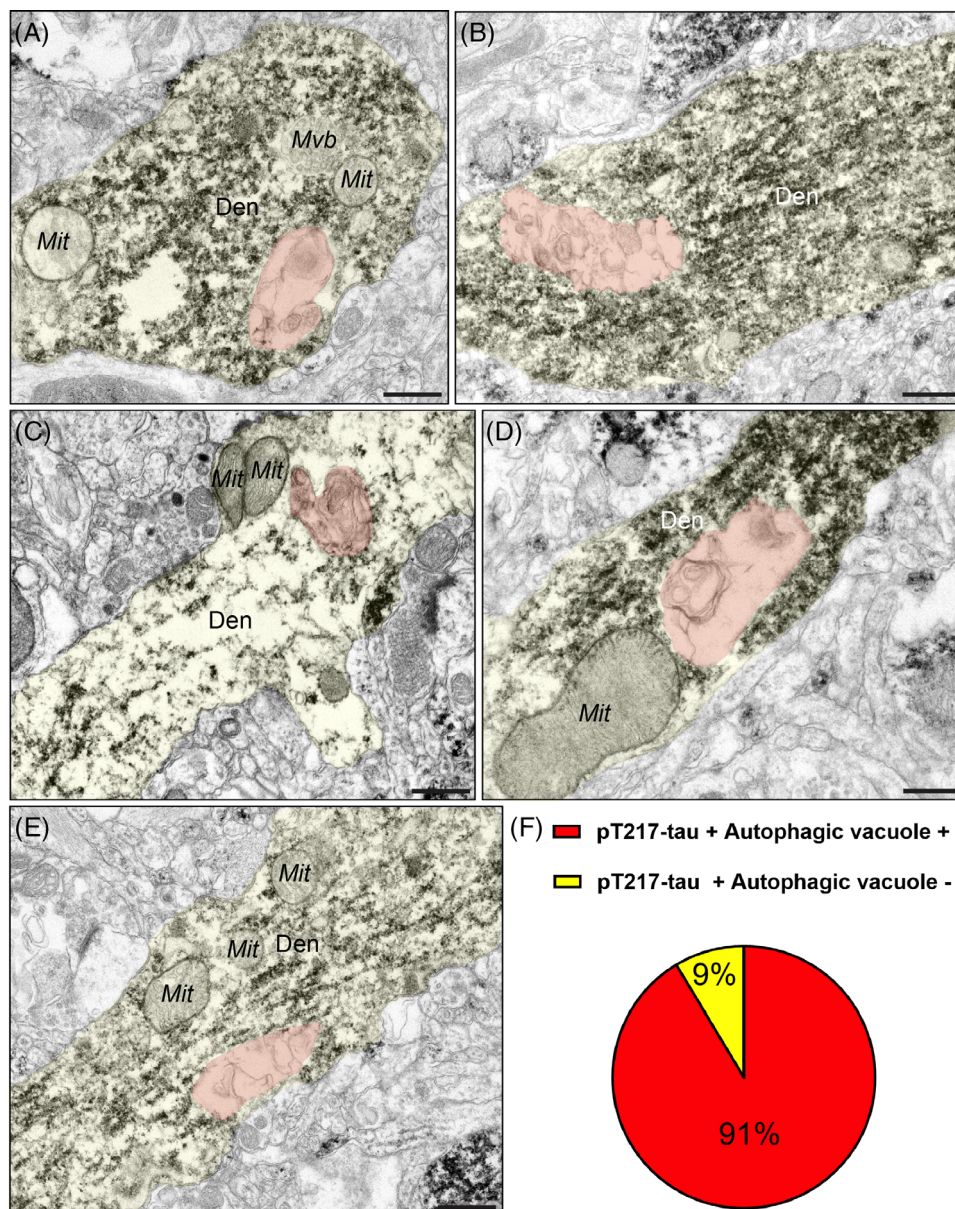 (A)
Mvb
Mit
Den
Mit
(B)
Den
(C)
Mit
Mit
Den
(D)
Den
Mit
(E)
Mit
Mit
Den
Mit
(F)
pT217-tau + Autophagic vacuole +
pT217-tau + Autophagic vacuole -
9%
91%